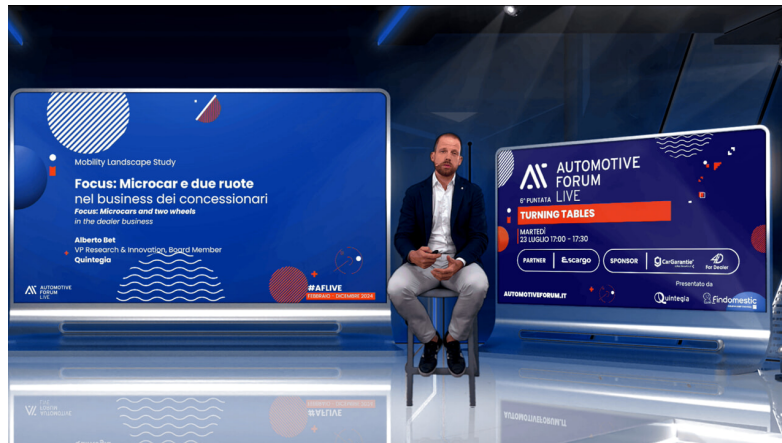 Mobility Landscape Study
Focus: Microcar e due ruote
nel business dei concessionari
Focus: Microcars and two wheels
in the dealer business
Alberto Bet
VP Research & Innovation, Board Member
Quintegia
AUTOMOTIVE
FORUM
LIVE
#AFLIVE
FEBBRAIO - DICEMBRE 2024
AUTOMOTIVE
FORUM
LIVE
6° PUNTATA
TURNING TABLES
MARTEDÌ
23 LUGLIO 17:00 - 17:30
PARTNER
Escargo
SPONSOR
CarGarantie
For Dealer
Presentato da
AUTOMOTIVEFORUM.IT
Quintegia
Findomestic